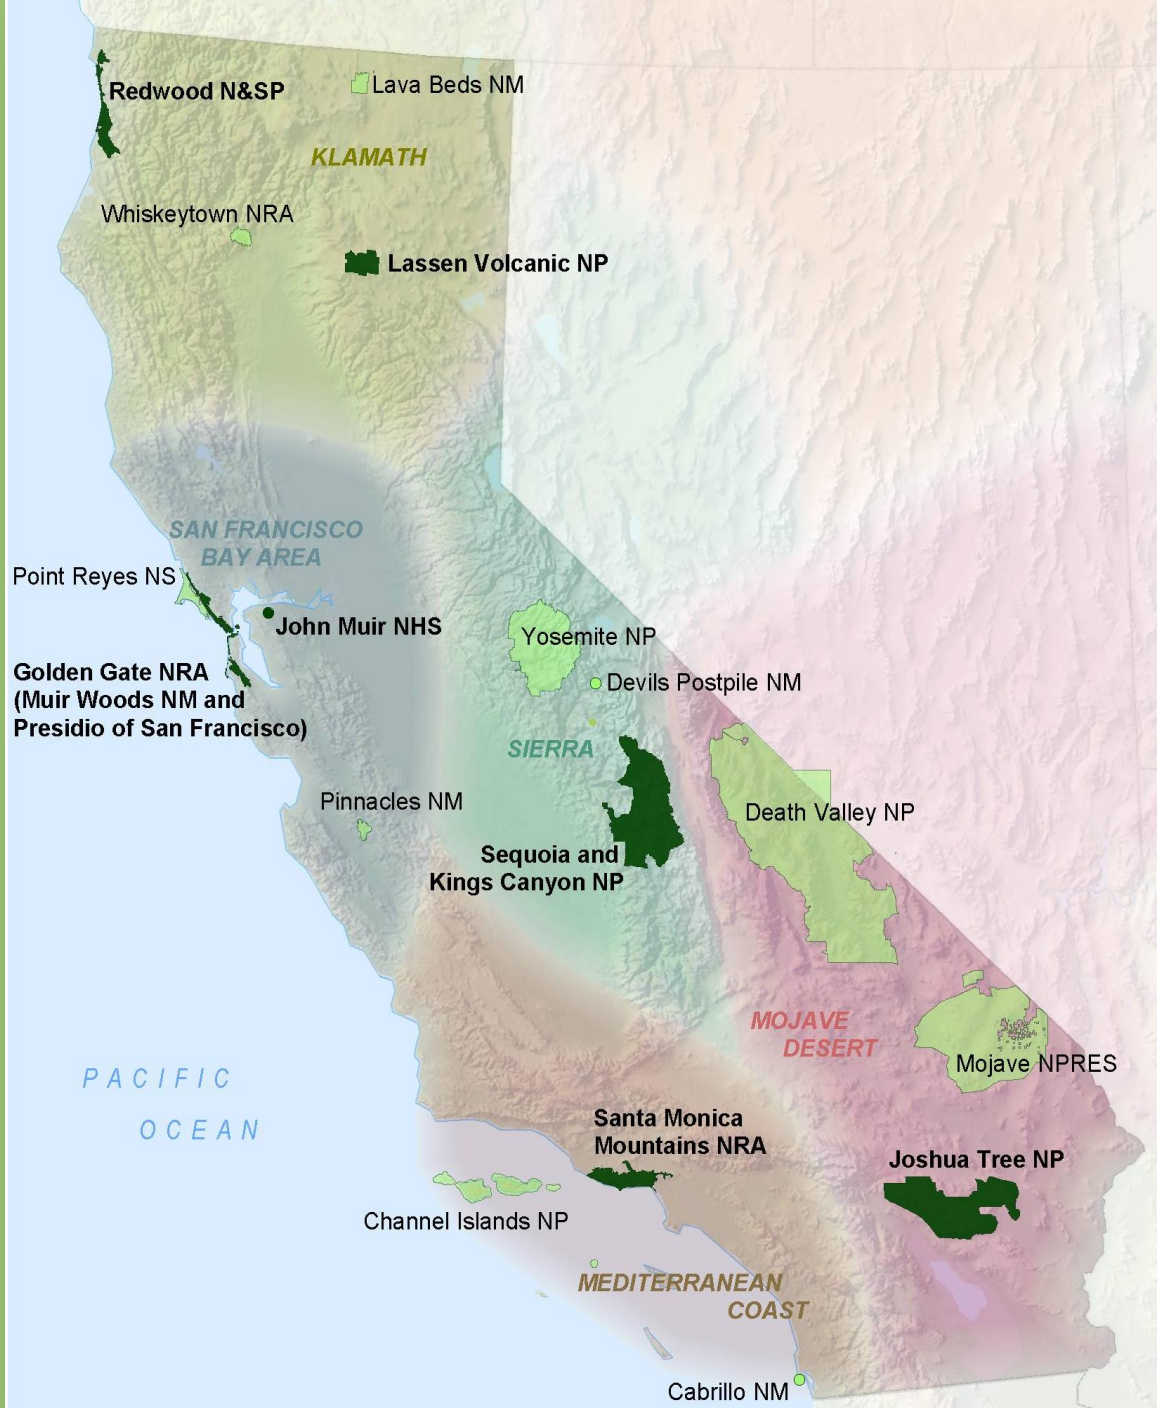 Redwood N&SP
Lava Beds NM
KLAMATH
Whiskeytown NRA
Lassen Volcanic NP
SAN FRANCISCO
BAY AREA
Point Reyes NS
John Muir NHS
Yosemite NP
Golden Gate NRA
(Muir Woods NM and
Presidio of San Francisco)
Devils Postpile NM
SIERRA
Pinnacles NM
Death Valley NP
Sequoia and
Kings Canyon NP
MOJAVE
DESERT
Mojave NPRES
PACIFIC
OCEAN
Santa Monica
Mountains NRA
Joshua Tree NP
Channel Islands NP
MEDITERRANEAN
COAST
Cabrillo NM